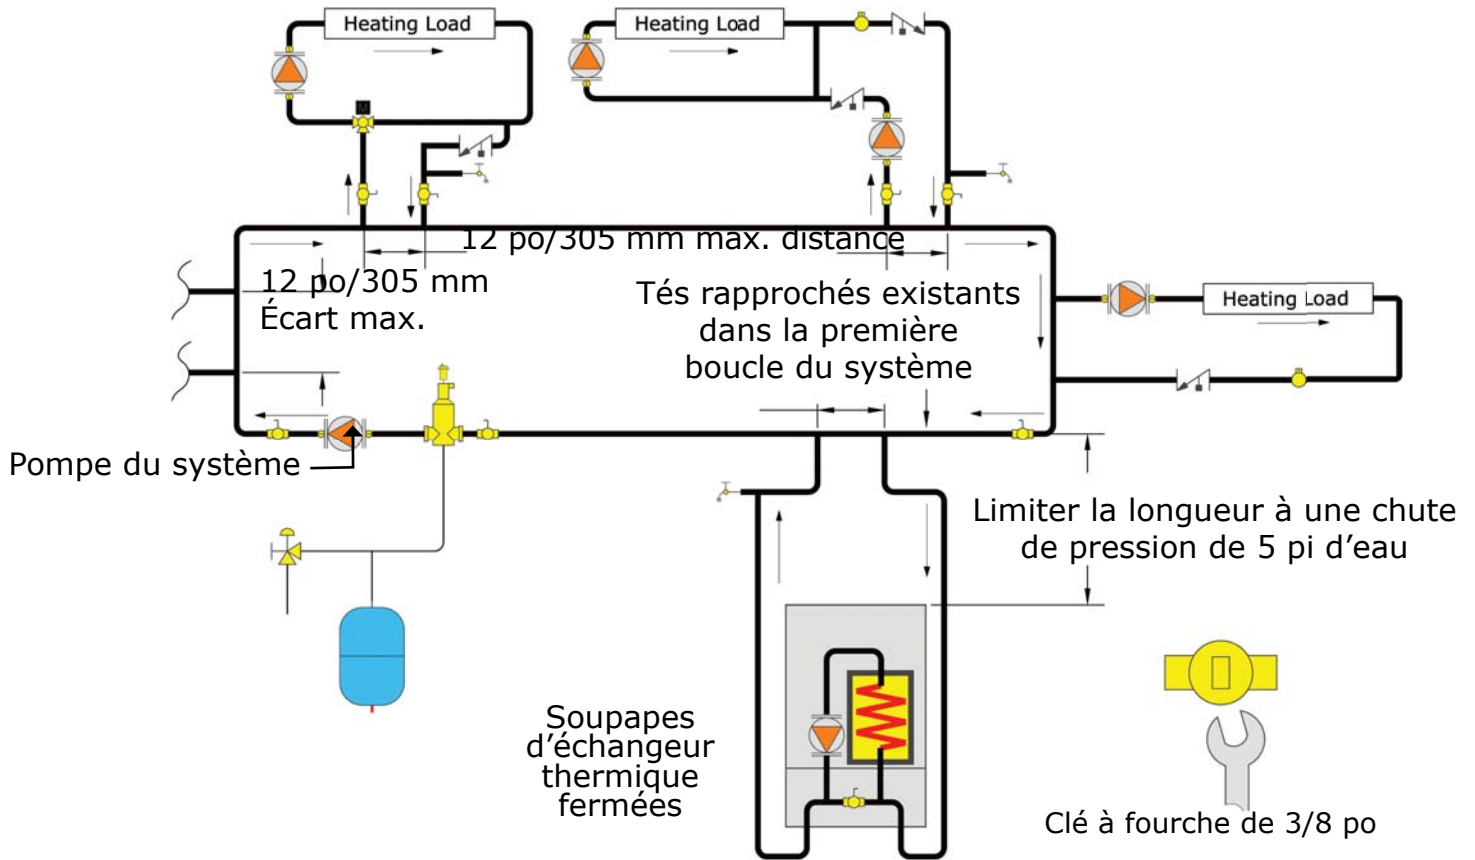 Heating Load
Heating Load
M
12 po/305 mm max. distance
12 po/305 mm
Écart max.
Tés rapprochés existants
dans la première
boucle du système
Heating Load
Pompe du système
Limiter la longueur à une chute
de pression de 5 pi d’eau
Soupapes
d’échangeur
thermique
fermées
Clé à fourche de 3/8 po